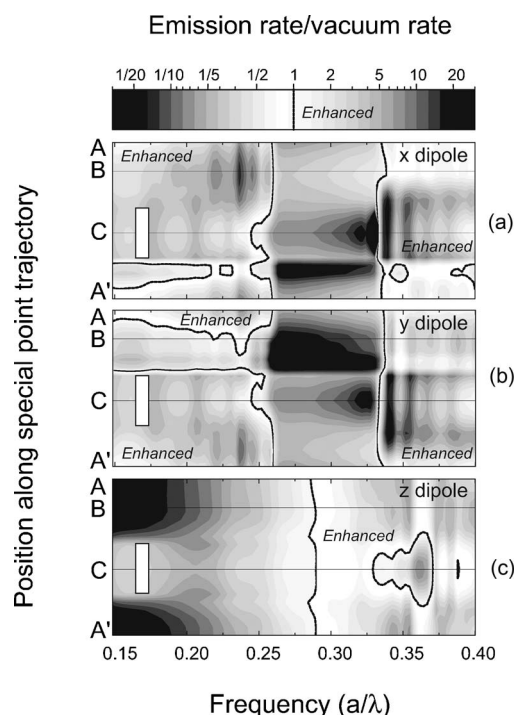 Emission rate/vacuum rate
1/20 1/10 1/5 1/2 1 2 5 10 20
Enhanced
A
Enhanced
x dipole
B
C
(a)
Enhanced
A'
A
Enhanced
y dipole
B
C
(b)
Enhanced
Enhanced
A'
A
z dipole
B
Enhanced
C
(c)
A'
0.15 0.20 0.25 0.30 0.35 0.40
Frequency (a/λ)
Position along special point trajectory